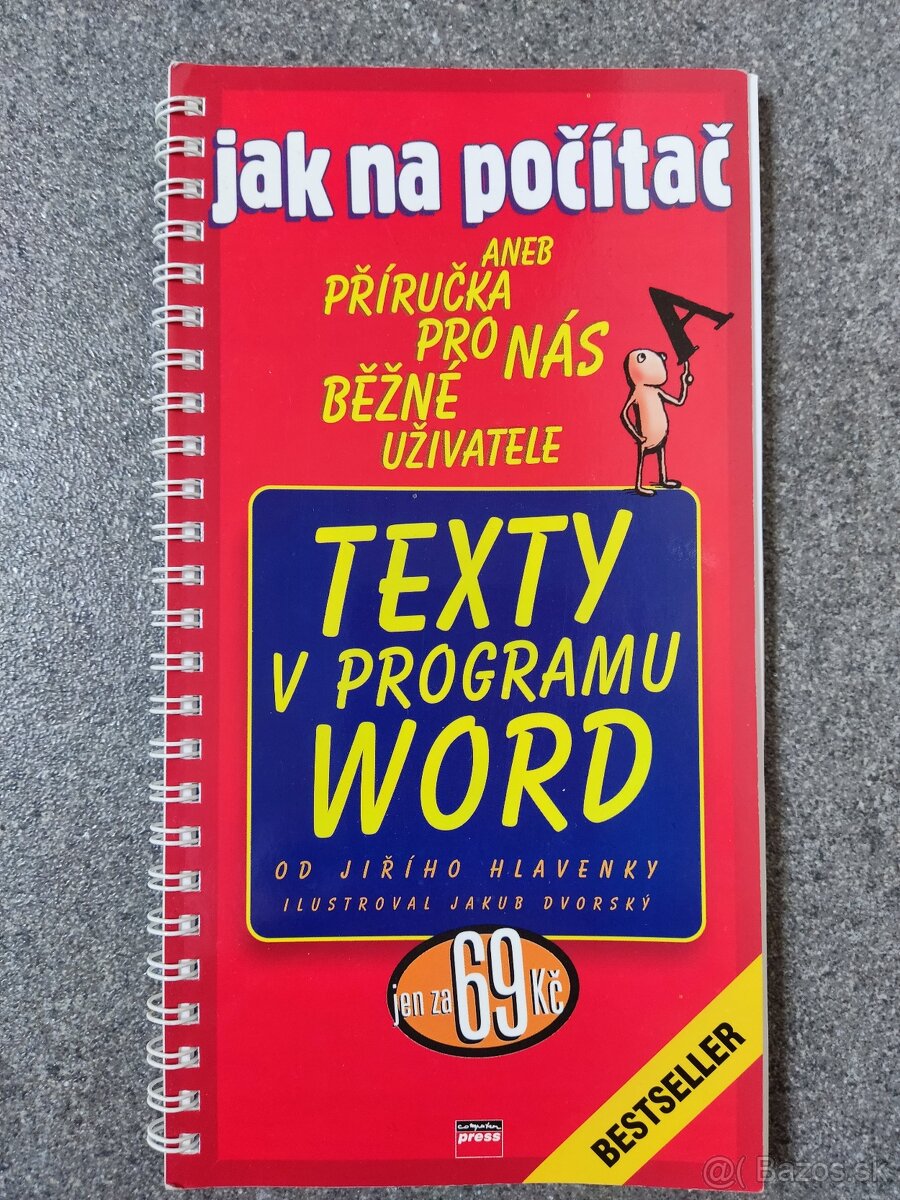 jak na počítač
ANEB
PŘÍRUČKA
PRO NÁS
BĚŽNÉ
UŽIVATELE
A
TEXTY
V PROGRAMU
WORD
OD JIŘÍHO HLAVENKY
ILUSTROVAL JAKUB DVORSKÝ
jen za 69 Kč
BESTSELLER
computer
press
@( Bazos.sk